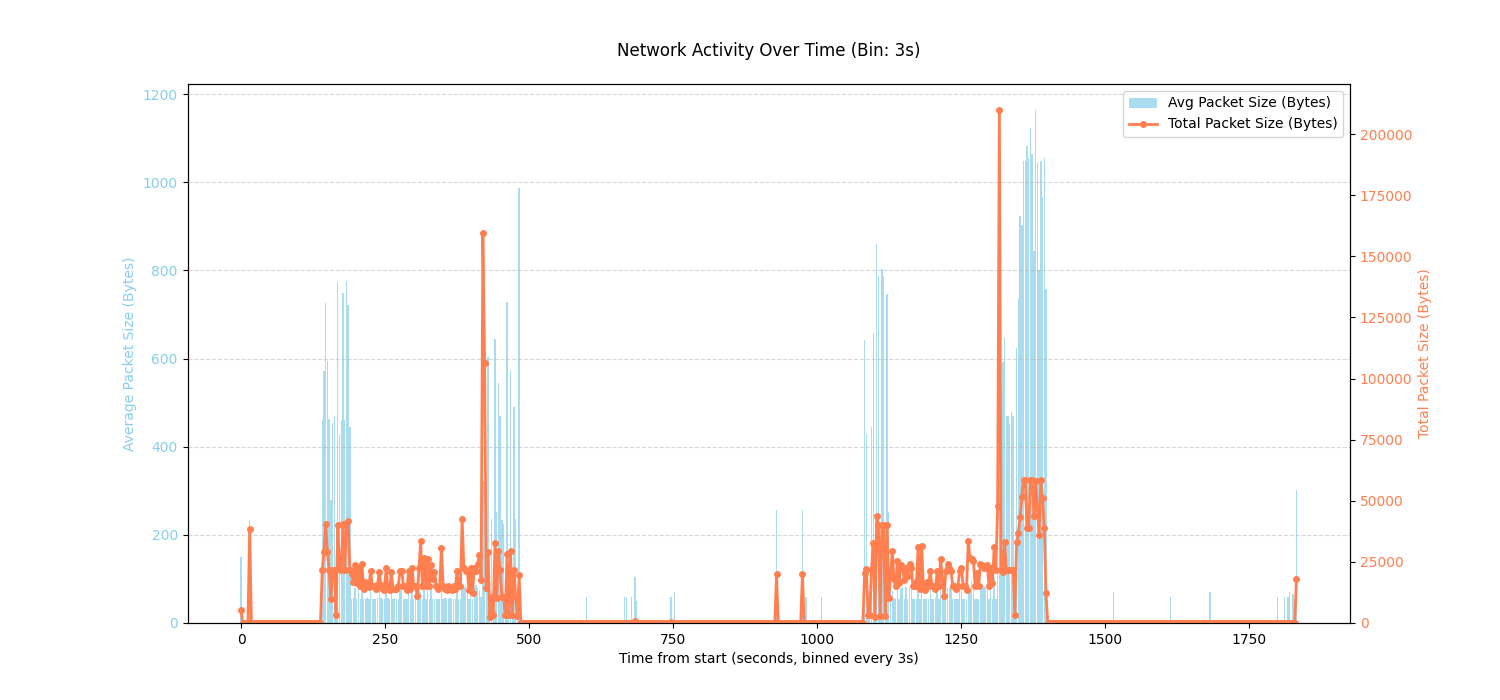 Network Activity Over Time (Bin: 3s)
Avg Packet Size (Bytes)
Total Packet Size (Bytes)
Average Packet Size (Bytes)
1200
1000
800
600
400
200
0
200000
175000
150000
125000
100000
75000
50000
25000
0
Total Packet Size (Bytes)
0 250 500 750 1000 1250 1500 1750
Time from start (seconds, binned every 3s)